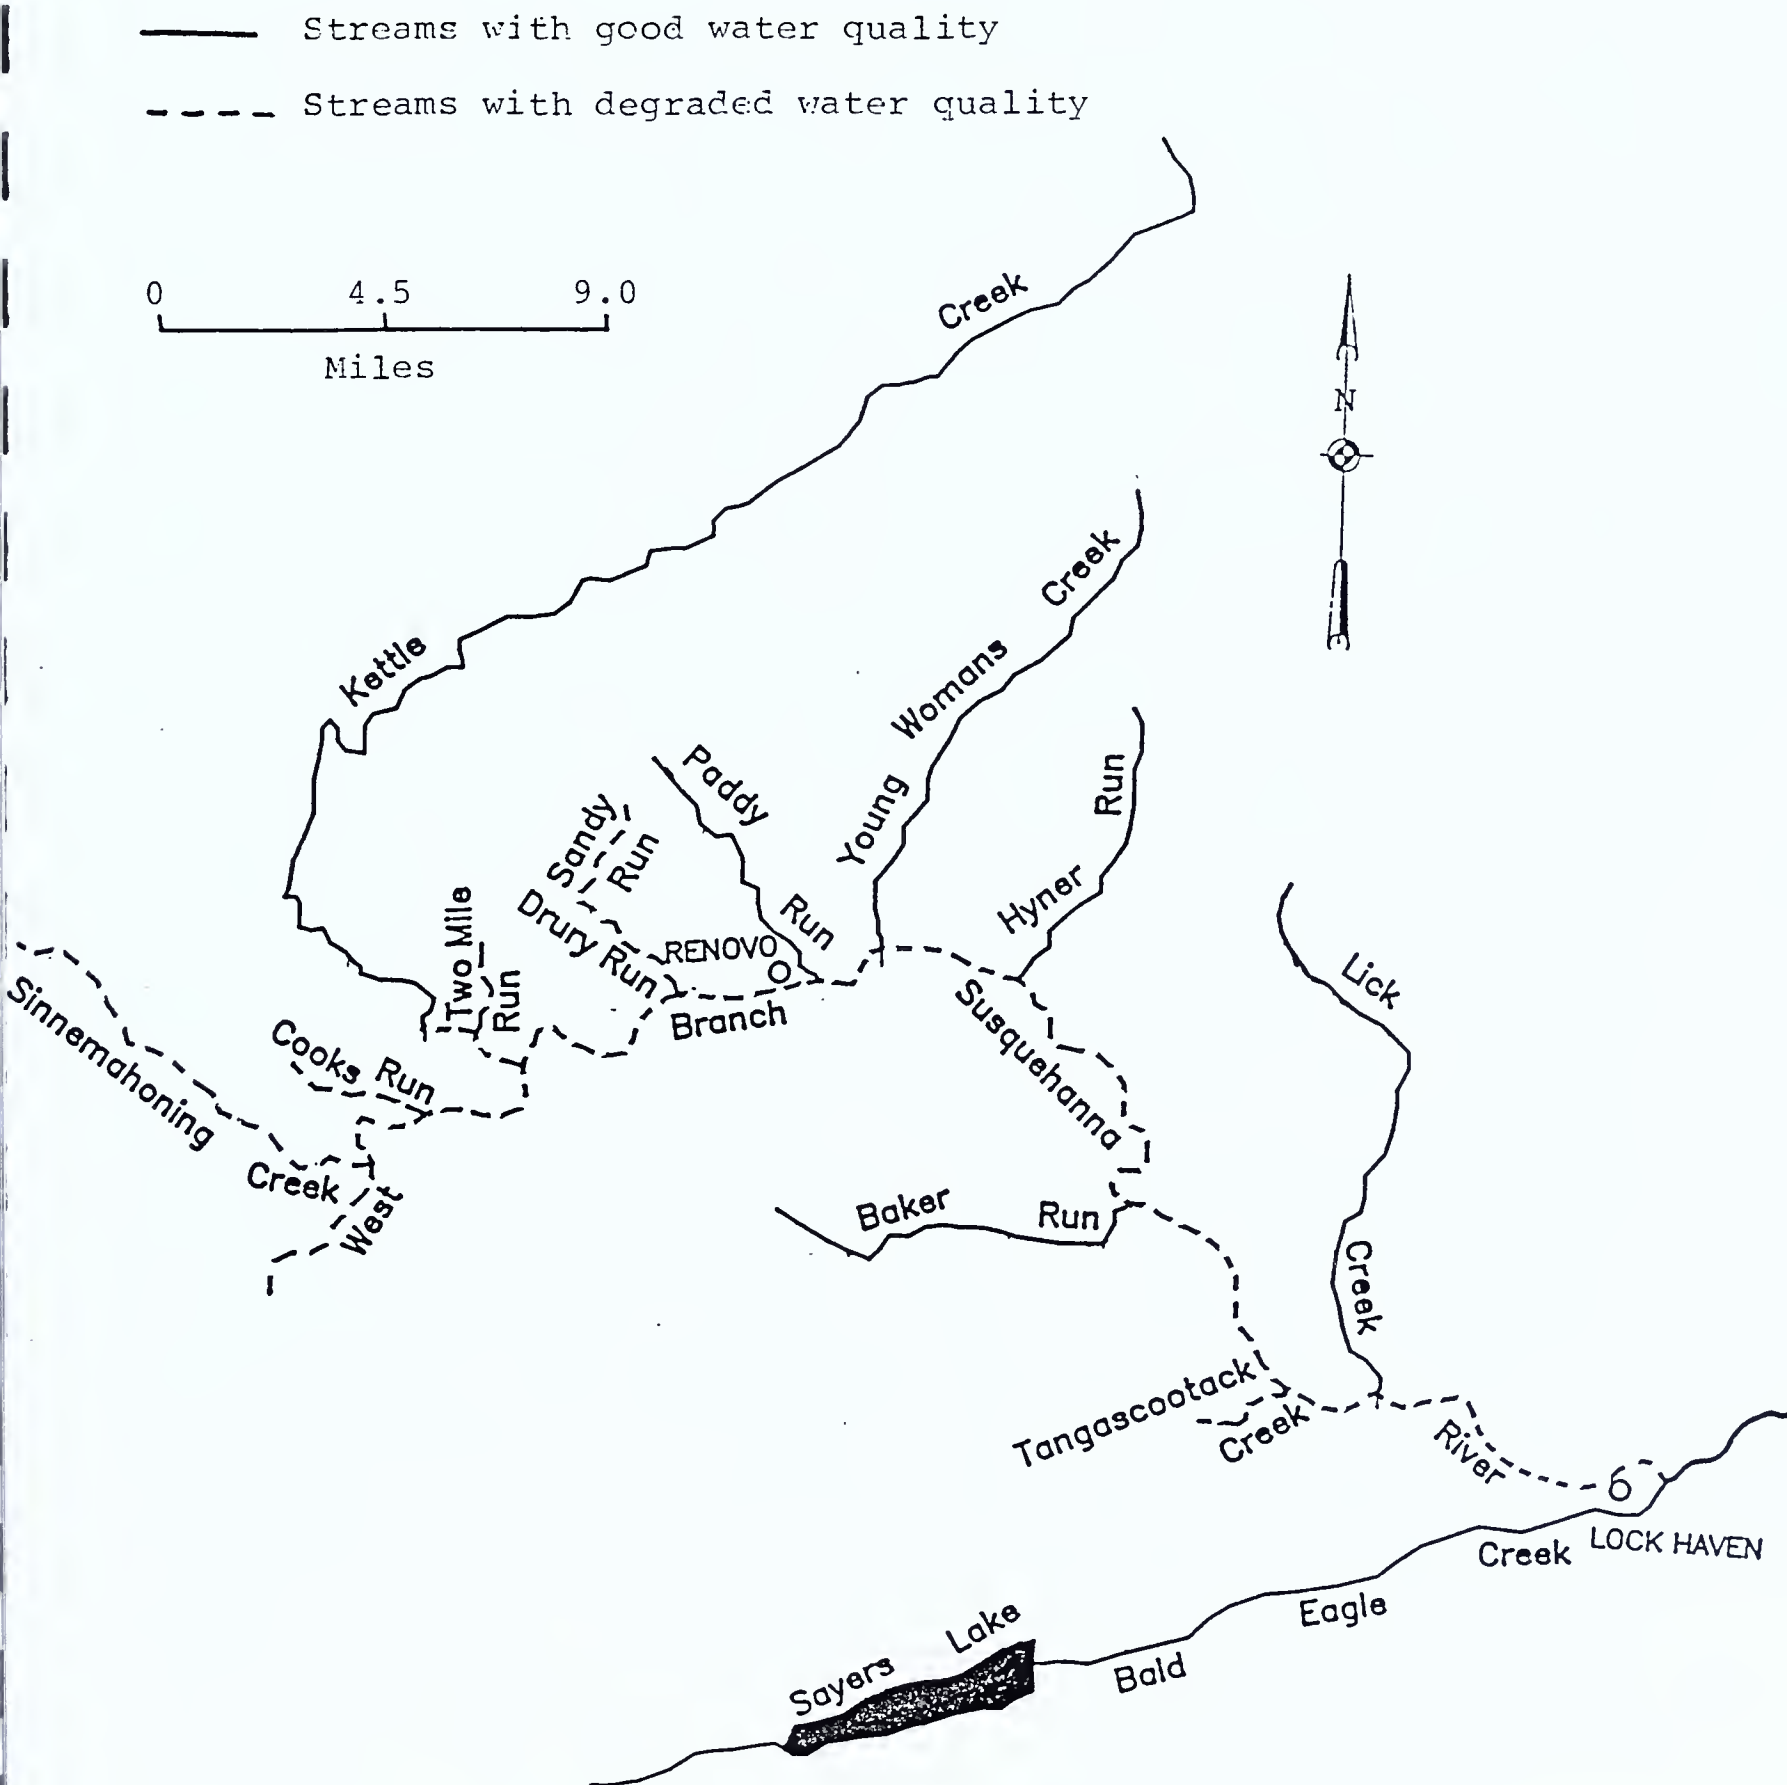 Streams with good water quality
Streams with degraded water quality
0 4.5 9.0
Miles
N
Kettle Creek
Young Womans Creek
Paddy Run
Hyner Run
Sandy Run
Drury Run
RENOVO
Two Mile Run
Cooks Run
Sinnemahoning Creek
West Branch Susquehanna River
Lick Creek
Baker Run
Tangascootack Creek
LOCK HAVEN
Bald Eagle Creek
Sayers Lake